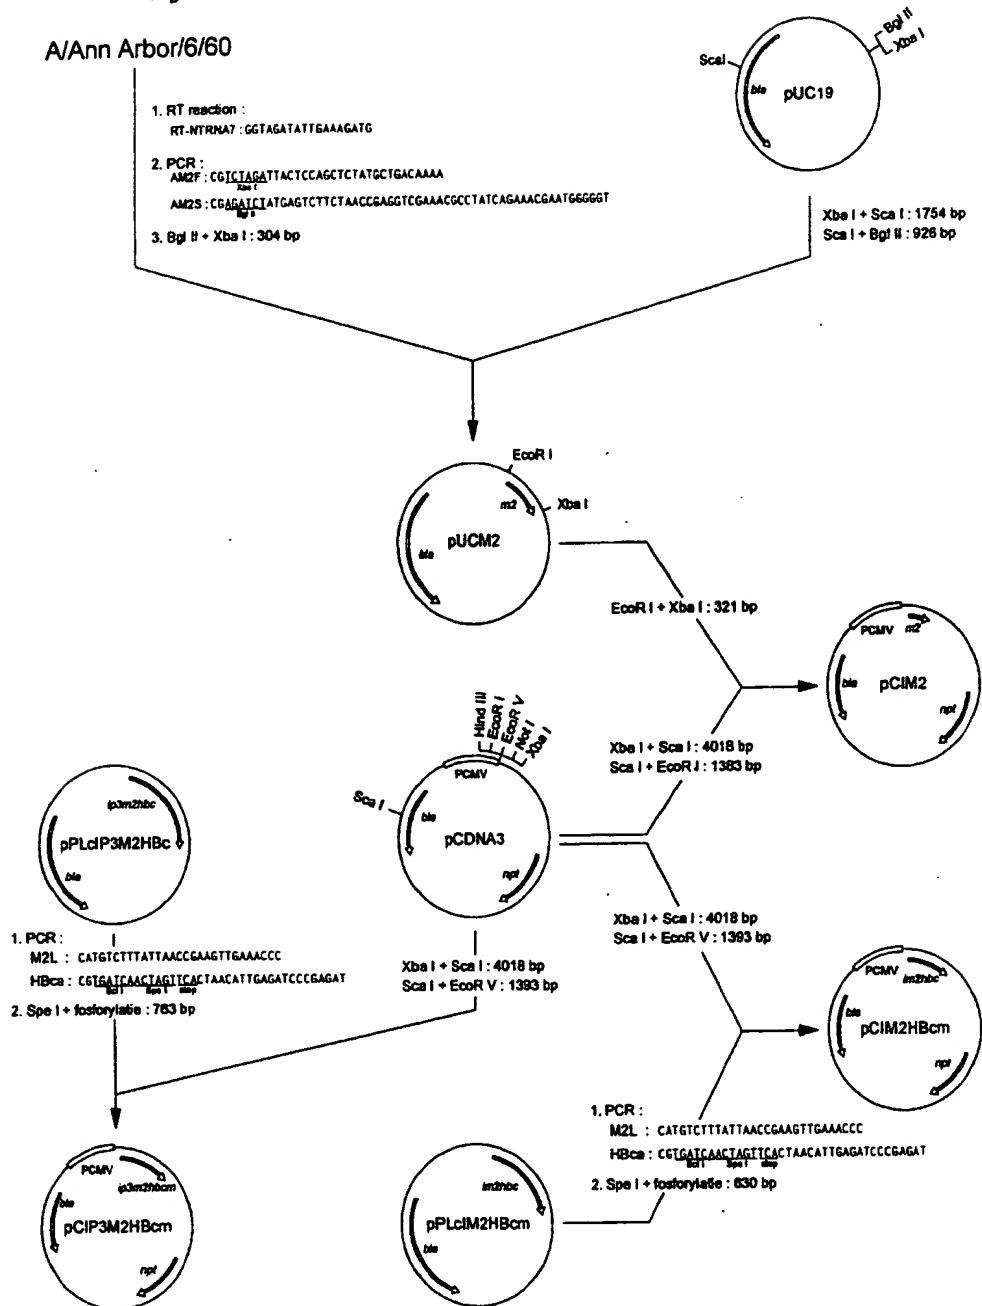 A/Ann Arbor/6/60
1. RT reaction :
RT-NTRNA7 : GGTAGATATTGAAAGATG
2. PCR :
AM2F : CGTCTAGATTACTCCAGCTCTATGCTGACAAAA
Xba I
AM2S : CGAGATCTATGAGTCTTCTAACCGAGGTCGAAACGCCTATCAGAAACGAATGGGGGT
Bgl II
3. Bgl II + Xba I : 304 bp
Sca I
Bgl II
Xba I
bla
pUC19
Xba I + Sca I : 1754 bp
Sca I + Bgl II : 926 bp
EcoR I
m2
Xba I
pUCM2
bla
EcoR I + Xba I : 321 bp
PCMV
m2
bla
pCIM2
npt
Xba I + Sca I : 4018 bp
Sca I + EcoR I : 1383 bp
Hind III
EcoR I
EcoR V
Not I
Xba I
PCMV
Sca I
bla
pCDNA3
npt
ip3m2hbc
pPLcIP3M2HBc
bla
1. PCR :
M2L : CATGTCTTTATTAACCGAAGTTGAAACCC
HBca : CGTGATCAACTAGTTCACTAACATTGAGATCCCGAGAT
Bcl I Spe I stop
2. Spe I + fosforylatie : 763 bp
Xba I + Sca I : 4018 bp
Sca I + EcoR V : 1393 bp
Xba I + Sca I : 4018 bp
Sca I + EcoR V : 1393 bp
PCMV
im2hbc
bla
pCIM2HBcm
npt
1. PCR :
M2L : CATGTCTTTATTAACCGAAGTTGAAACCC
HBca : CGTGATCAACTAGTTCACTAACATTGAGATCCCGAGAT
Bcl I Spe I stop
2. Spe I + fosforylatie : 630 bp
PCMV
ip3m2hbcm
bla
pCIP3M2HBcm
npt
im2hbc
pPLcIM2HBcm
bla